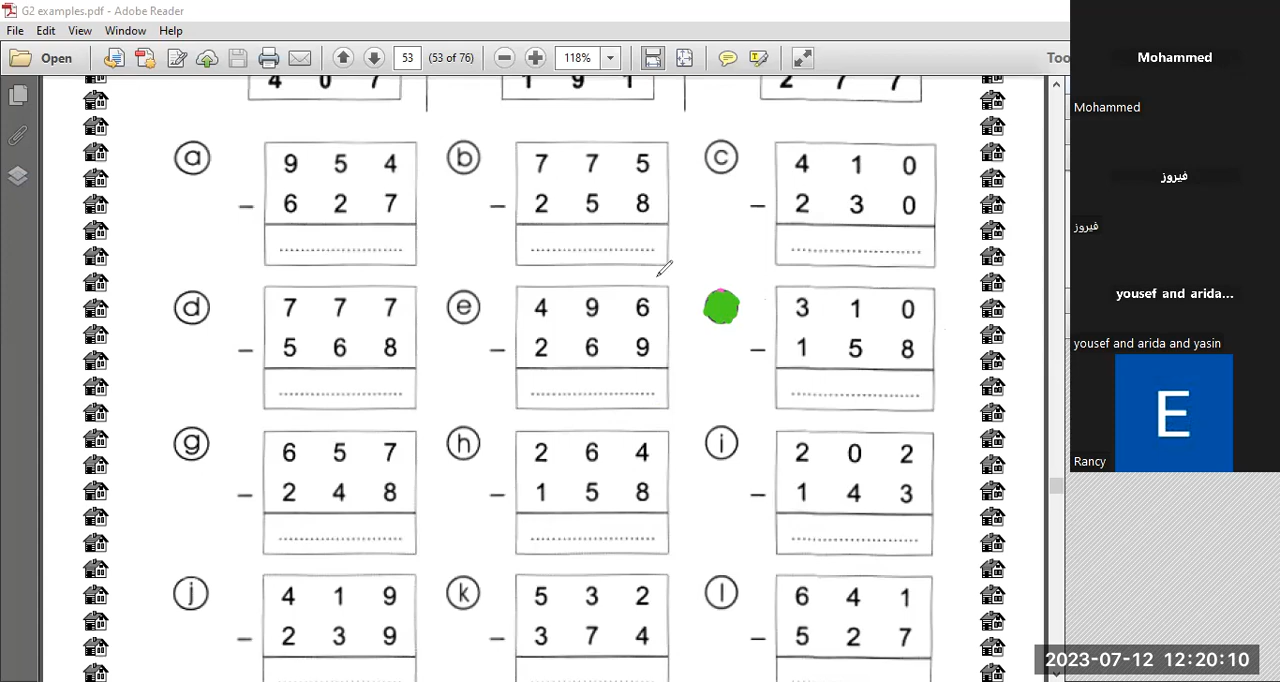 G2 examples.pdf - Adobe Reader
File Edit View Window Help
Open 53 (53 of 76) 118% Too
4 0 7 1 9 1 2 7 7
a 9 5 4 b 7 7 5 c 4 1 0
- 6 2 7 - 2 5 8 - 2 3 0
d 7 7 7 e 4 9 6 3 1 0
- 5 6 8 - 2 6 9 - 1 5 8
g 6 5 7 h 2 6 4 i 2 0 2
- 2 4 8 - 1 5 8 - 1 4 3
j 4 1 9 k 5 3 2 l 6 4 1
- 2 3 9 - 3 7 4 - 5 2 7
Mohammed
Mohammed
فيروز
فيروز
yousef and arida...
yousef and arida and yasin
E
Rancy
2023-07-12 12:20:10